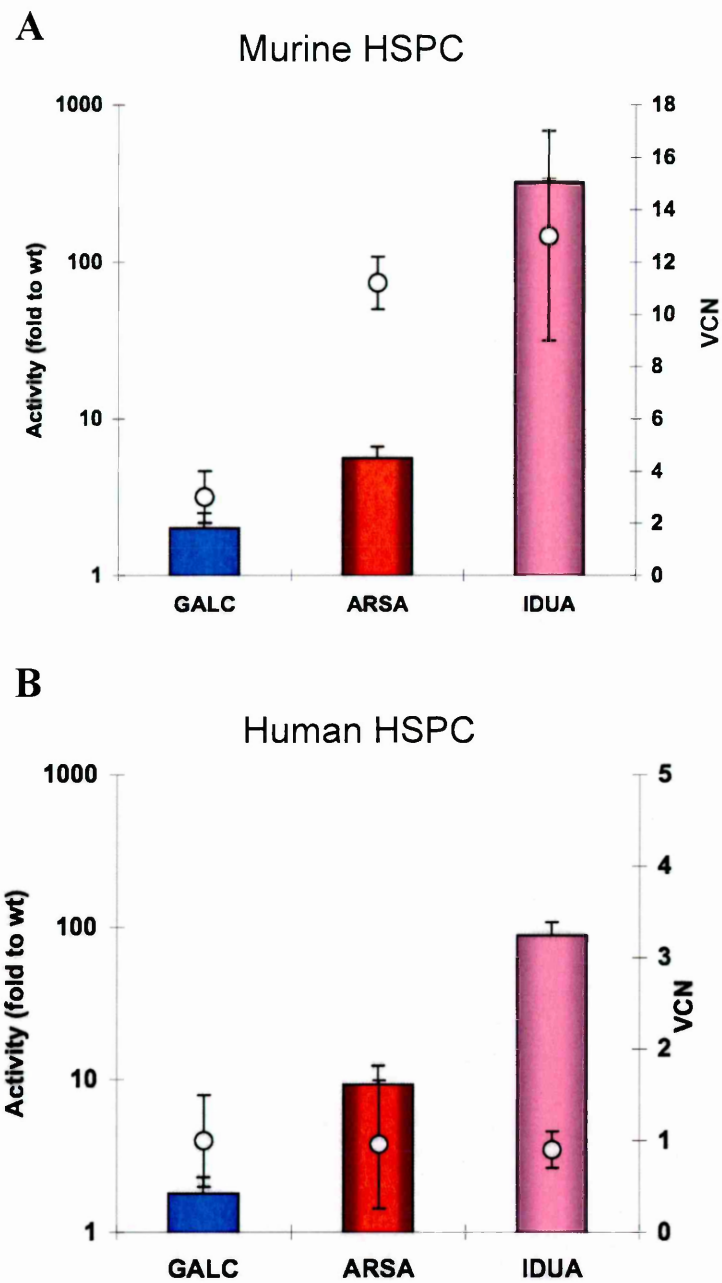 A
Murine HSPC
1000
100
10
1
Activity (fold to wt)
18
16
14
12
10
8
6
4
2
0
VCN
GALC ARSA IDUA
B
Human HSPC
1000
100
10
1
Activity (fold to wt)
5
4
3
2
1
0
VCN
GALC ARSA IDUA